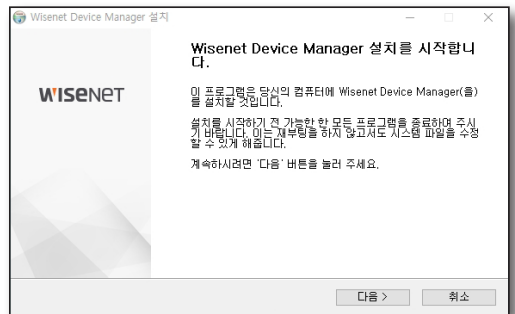 Wisenet Device Manager 설치
Wisenet Device Manager 설치를 시작합니
다.
WISENET
이 프로그램은 당신의 컴퓨터에 Wisenet Device Manager(을)
를 설치할 것입니다.
설치를 시작하기 전 가능한 한 모든 프로그램을 종료하여 주시
기 바랍니다. 이는 재부팅을 하지 않고서도 시스템 파일을 수정
할 수 있게 해줍니다.
계속하시려면 '다음' 버튼을 눌러 주세요.
다음 >
취소